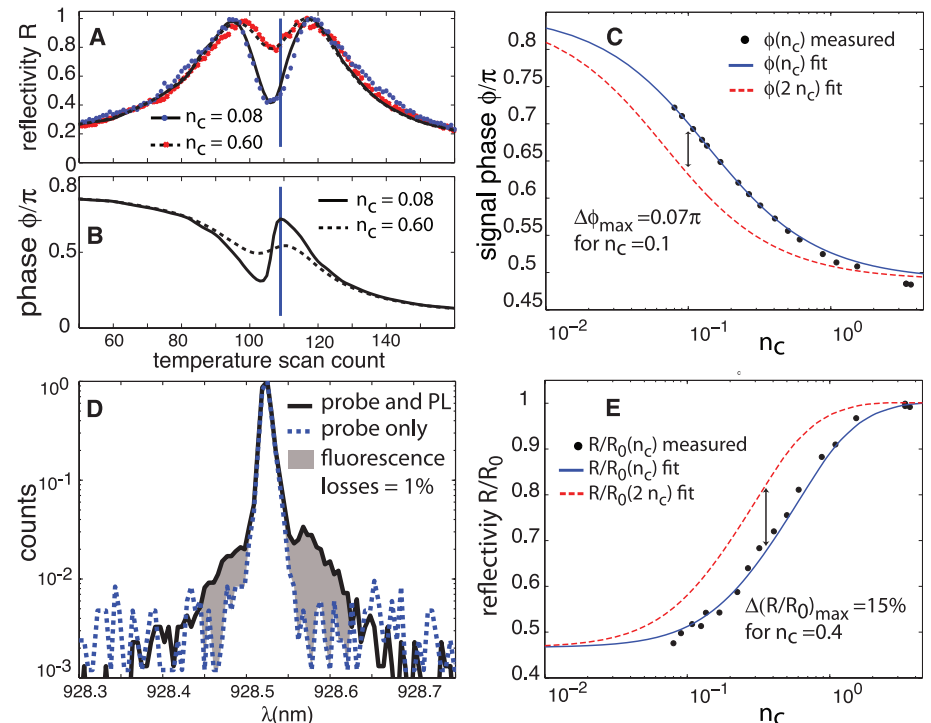 A
reflectivity R
1
0.8
0.6
0.4
0.2
0
n_c = 0.08
n_c = 0.60
B
phase ϕ/π
0.8
0.5
0
n_c = 0.08
n_c = 0.60
60 80 100 120 140
temperature scan count
C
signal phase ϕ/π
0.8
0.75
0.7
0.65
0.6
0.55
0.5
0.45
ϕ(n_c) measured
ϕ(n_c) fit
ϕ(2 n_c) fit
Δϕ_max =0.07π
for n_c=0.1
10^-2 10^-1 10^0
n_c
D
counts
10^0
10^-1
10^-2
10^-3
probe and PL
probe only
fluorescence
losses = 1%
928.3 928.4 928.5 928.6 928.7
λ(nm)
c
E
reflectiviy R/R_0
1
0.9
0.8
0.7
0.6
0.5
0.4
R/R_0(n_c) measured
R/R_0(n_c) fit
R/R_0(2 n_c) fit
Δ(R/R_0)_max =15%
for n_c=0.4
10^-2 10^-1 10^0
n_c